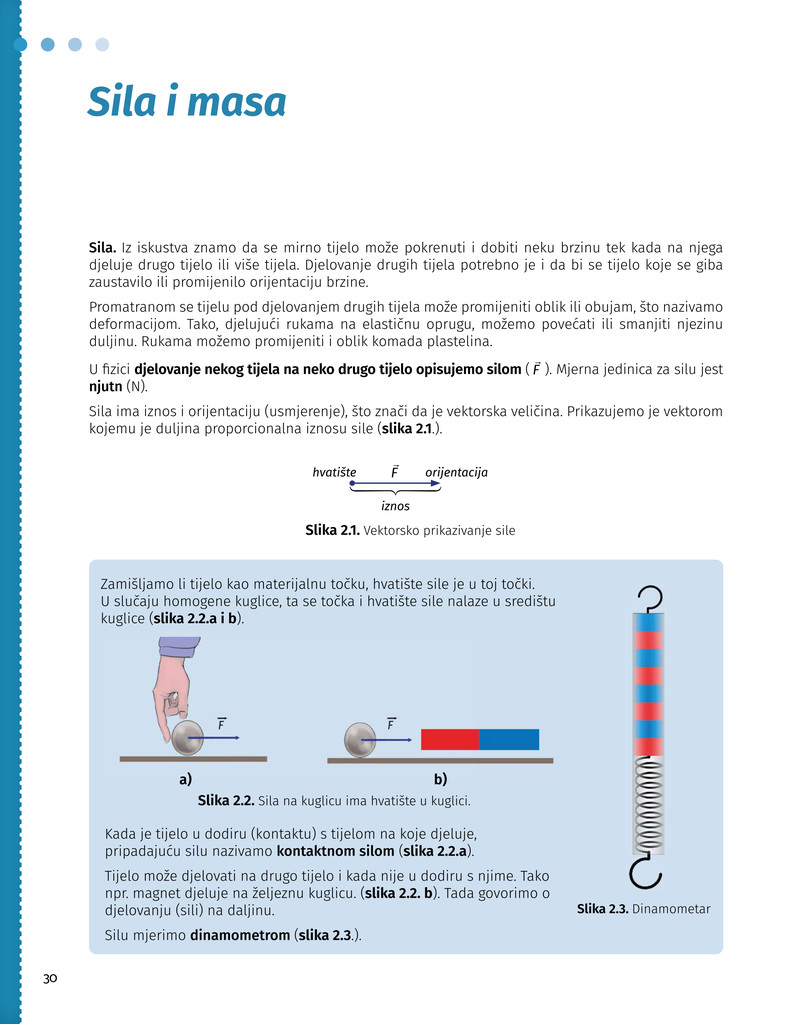 Sila i masa
Sila. Iz iskustva znamo da se mirno tijelo može pokrenuti i dobiti neku brzinu tek kada na njega
djeluje drugo tijelo ili više tijela. Djelovanje drugih tijela potrebno je i da bi se tijelo koje se giba
zaustavilo ili promijenilo orijentaciju brzine.
Promatranom se tijelu pod djelovanjem drugih tijela može promijeniti oblik ili obujam, što nazivamo
deformacijom. Tako, djelujući rukama na elastičnu oprugu, možemo povećati ili smanjiti njezinu
duljinu. Rukama možemo promijeniti i oblik komada plastelina.
U fizici djelovanje nekog tijela na neko drugo tijelo opisujemo silom ( F⃗ ). Mjerna jedinica za silu jest
njutn (N).
Sila ima iznos i orijentaciju (usmjerenje), što znači da je vektorska veličina. Prikazujemo je vektorom
kojemu je duljina proporcionalna iznosu sile (slika 2.1.).
hvatište F⃗ orijentacija
iznos
Slika 2.1. Vektorsko prikazivanje sile
Zamišljamo li tijelo kao materijalnu točku, hvatište sile je u toj točki.
U slučaju homogene kuglice, ta se točka i hvatište sile nalaze u središtu
kuglice (slika 2.2.a i b).
F⃗ F⃗
a) b)
Slika 2.2. Sila na kuglicu ima hvatište u kuglici.
Kada je tijelo u dodiru (kontaktu) s tijelom na koje djeluje,
pripadajuću silu nazivamo kontaktnom silom (slika 2.2.a).
Tijelo može djelovati na drugo tijelo i kada nije u dodiru s njime. Tako
npr. magnet djeluje na željeznu kuglicu. (slika 2.2. b). Tada govorimo o
djelovanju (sili) na daljinu.
Silu mjerimo dinamometrom (slika 2.3.).
Slika 2.3. Dinamometar
30